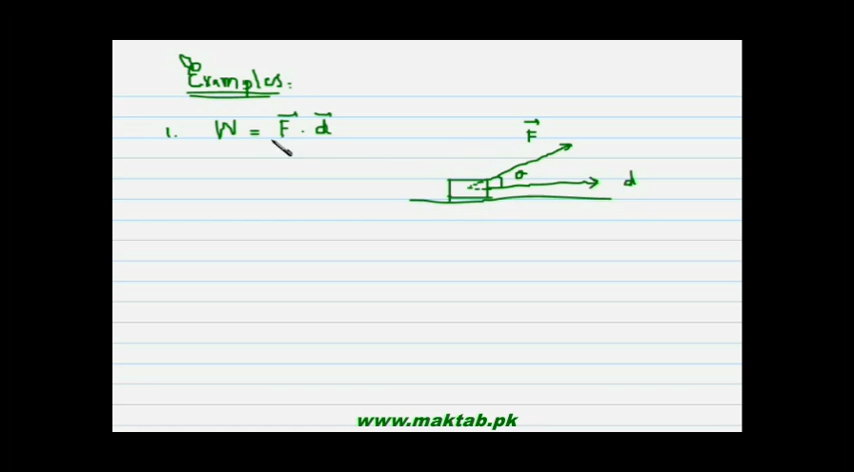 Examples:
1. W = F⃗ . d⃗
F⃗
θ
d
www.maktab.pk